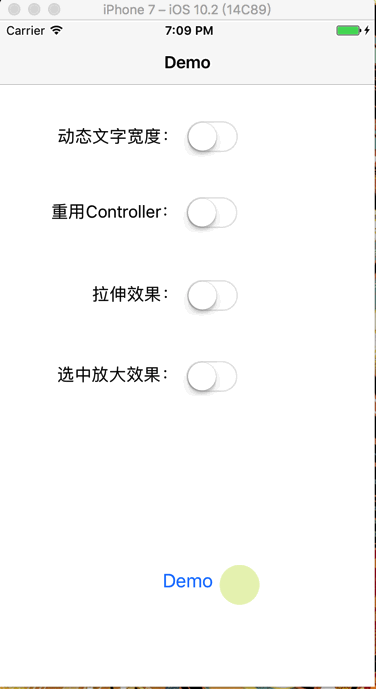 iPhone 7 – iOS 10.2 (14C89)
Carrier 7:09 PM
Demo
动态文字宽度：
重用Controller：
拉伸效果：
选中放大效果：
Demo